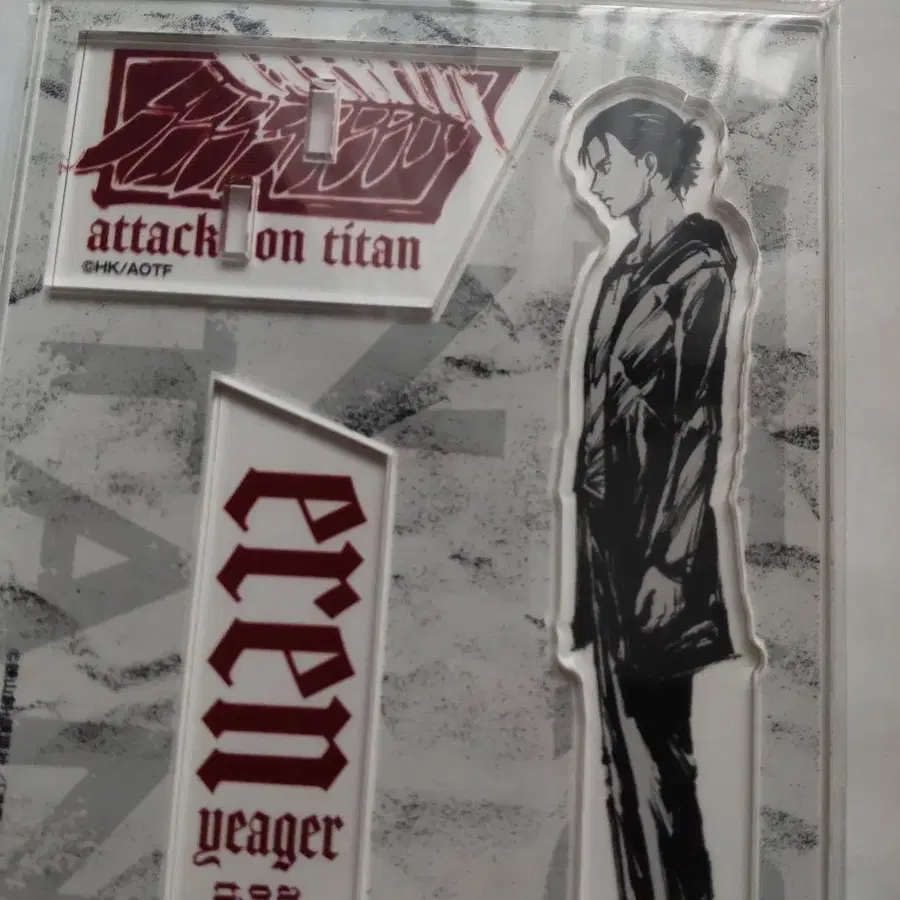 attack on titan
©HK/AOTF
eren
yeager